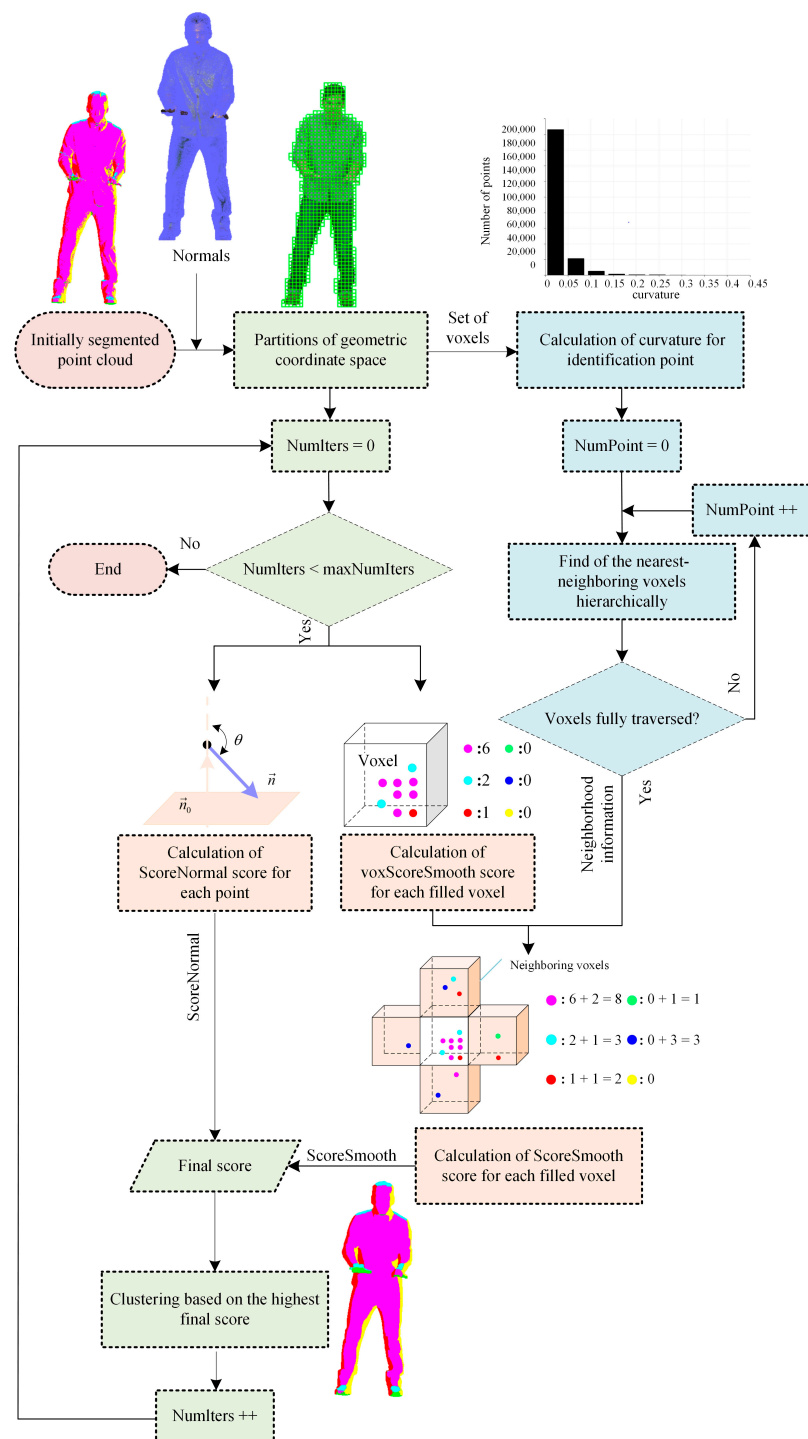 Normals
200,000
180,000
160,000
140,000
120,000
100,000
80,000
60,000
40,000
20,000
0
Number of points
0 0.05 0.1 0.15 0.2 0.25 0.3 0.35 0.4 0.45
curvature
Initially segmented
point cloud
Partitions of geometric
coordinate space
Set of
voxels
Calculation of curvature for
identification point
NumIters = 0
NumPoint = 0
NumPoint ++
No
End
NumIters < maxNumIters
Yes
Find of the nearest-
neighboring voxels
hierarchically
No
Voxels fully traversed?
Yes
Neighborhood
information
θ
n⃗
n⃗₀
Voxel
:6 :0
:2 :0
:1 :0
Calculation of
ScoreNormal score for
each point
Calculation of
voxScoreSmooth score
for each filled voxel
ScoreNormal
Neighboring voxels
: 6 + 2 = 8 : 0 + 1 = 1
: 2 + 1 = 3 : 0 + 3 = 3
: 1 + 1 = 2 : 0
Final score
ScoreSmooth
Calculation of ScoreSmooth
score for each filled voxel
Clustering based on the highest
final score
NumIters ++